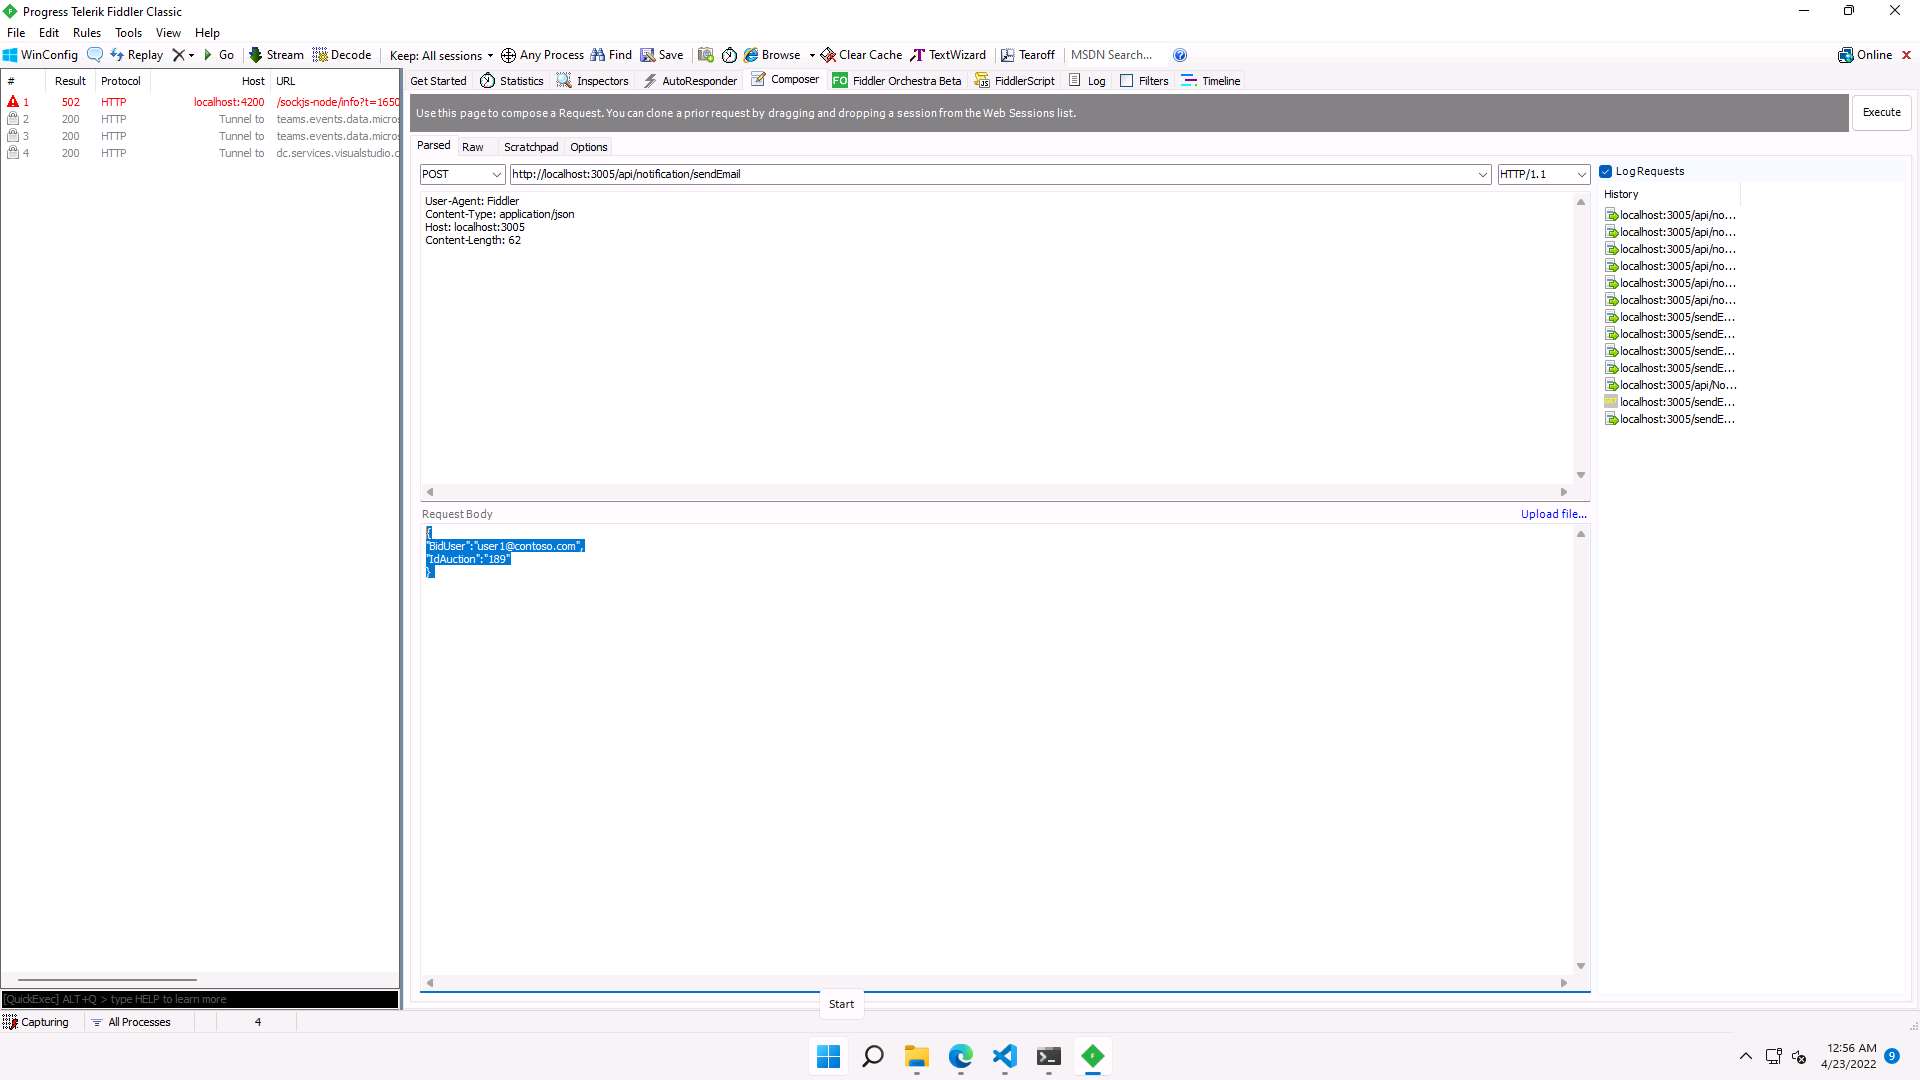 Progress Telerik Fiddler Classic
File Edit Rules Tools View Help
WinConfig Replay Go Stream Decode Keep: All sessions Any Process Find Save Browse Clear Cache TextWizard Tearoff MSDN Search... Online
# Result Protocol Host URL
1 502 HTTP localhost:4200 /sockjs-node/info?t=1650
2 200 HTTP Tunnel to teams.events.data.micros
3 200 HTTP Tunnel to teams.events.data.micros
4 200 HTTP Tunnel to dc.services.visualstudio.c
[QuickExec] ALT+Q > type HELP to learn more
Capturing All Processes 4
Get Started Statistics Inspectors AutoResponder Composer FO Fiddler Orchestra Beta FiddlerScript Log Filters Timeline
Use this page to compose a Request. You can clone a prior request by dragging and dropping a session from the Web Sessions list.
Execute
Parsed Raw Scratchpad Options
POST http://localhost:3005/api/notification/sendEmail HTTP/1.1
User-Agent: Fiddler
Content-Type: application/json
Host: localhost:3005
Content-Length: 62
Request Body Upload file...
{
"BidUser":"user1@contoso.com",
"IdAuction":"189"
}
Log Requests
History
localhost:3005/api/no...
localhost:3005/api/no...
localhost:3005/api/no...
localhost:3005/api/no...
localhost:3005/api/no...
localhost:3005/api/no...
localhost:3005/sendE...
localhost:3005/sendE...
localhost:3005/sendE...
localhost:3005/sendE...
localhost:3005/api/No...
localhost:3005/sendE...
localhost:3005/sendE...
Start
12:56 AM
4/23/2022
9